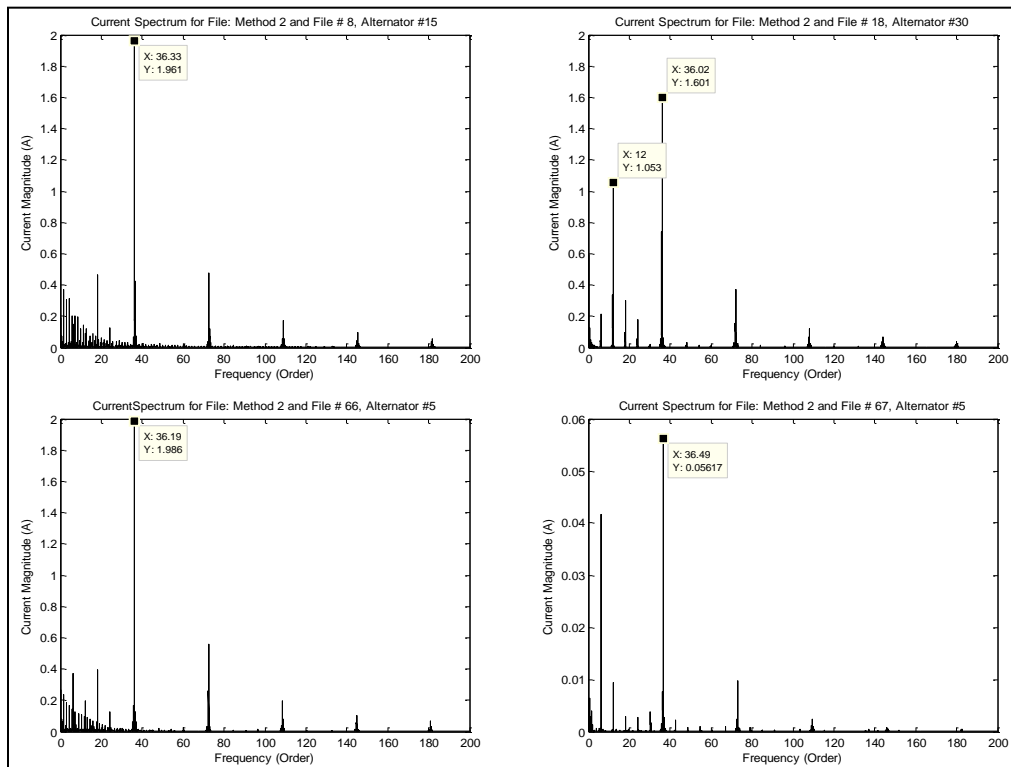 Current Spectrum for File: Method 2 and File # 8, Alternator #15
2
1.8
1.6
1.4
1.2
1
0.8
0.6
0.4
0.2
0
Current Magnitude (A)
X: 36.33
Y: 1.961
0 20 40 60 80 100 120 140 160 180 200
Frequency (Order)
Current Spectrum for File: Method 2 and File # 18, Alternator #30
2
1.8
1.6
1.4
1.2
1
0.8
0.6
0.4
0.2
0
Current Magnitude (A)
X: 36.02
Y: 1.601
X: 12
Y: 1.053
0 20 40 60 80 100 120 140 160 180 200
Frequency (Order)
CurrentSpectrum for File: Method 2 and File # 66, Alternator #5
2
1.8
1.6
1.4
1.2
1
0.8
0.6
0.4
0.2
0
Current Magnitude (A)
X: 36.19
Y: 1.986
0 20 40 60 80 100 120 140 160 180 200
Frequency (Order)
Current Spectrum for File: Method 2 and File # 67, Alternator #5
0.06
0.05
0.04
0.03
0.02
0.01
0
Current Magnitude (A)
X: 36.49
Y: 0.05617
0 20 40 60 80 100 120 140 160 180 200
Frequency (Order)